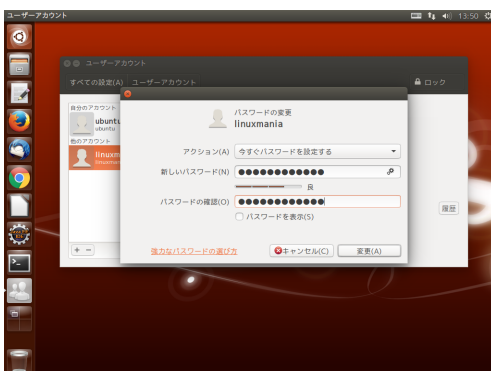 ユーザーアカウント
13:50
ユーザーアカウント
すべての設定(A) ユーザーアカウント
ロック
自分のアカウント
ubuntu
ubuntu
他のアカウント
パスワードの変更
linuxmania
アクション(A) 今すぐパスワードを設定する
新しいパスワード(N) ●●●●●●●●●●●●
良
パスワードの確認(O) ●●●●●●●●●●●●
パスワードを表示(S)
履歴
強力なパスワードの選び方 キャンセル(C) 変更(A)